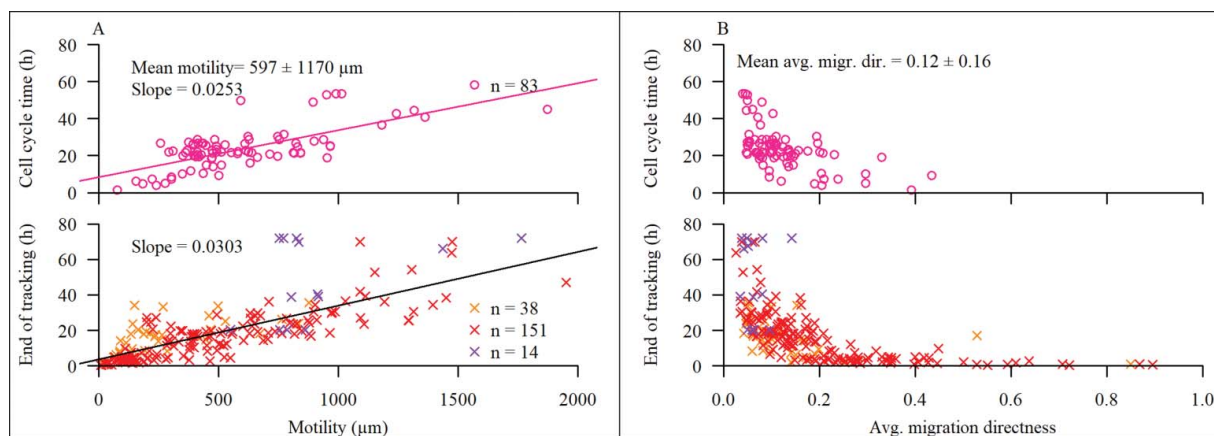 A
80
60
40
20
0
Cell cycle time (h)
Mean motility= 597 ± 1170 µm
Slope = 0.0253
n = 83
80
60
40
20
0
End of tracking (h)
Slope = 0.0303
n = 38
n = 151
n = 14
0 500 1000 1500 2000
Motility (µm)
B
80
60
40
20
0
Cell cycle time (h)
Mean avg. migr. dir. = 0.12 ± 0.16
80
60
40
20
0
End of tracking (h)
0.0 0.2 0.4 0.6 0.8 1.0
Avg. migration directness